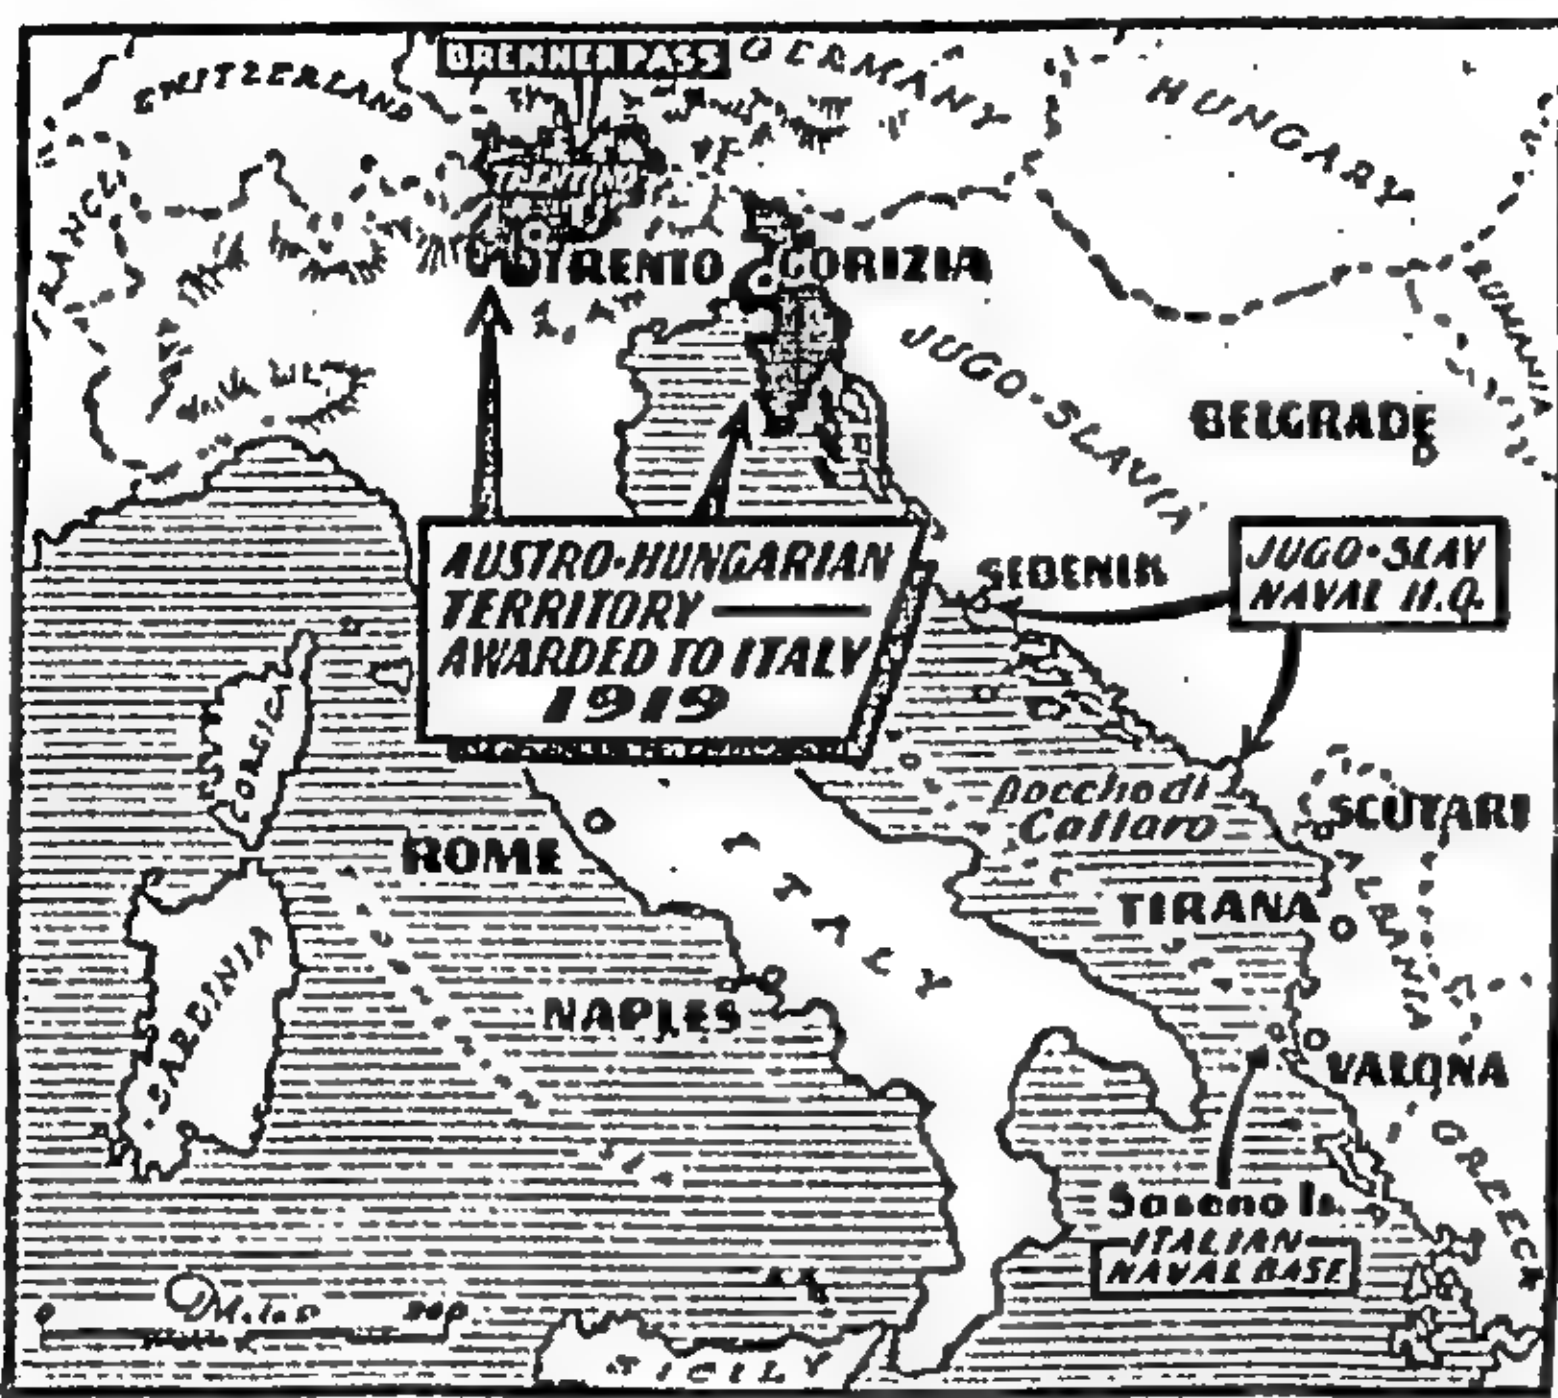 BRENNER PASS
GERMANY
SWITZERLAND
HUNGARY
FRANCE
TRENTINO
TRENTO
GORIZIA
RUMANIA
JUGO-SLAVIA
BELGRADE
AUSTRO-HUNGARIAN
TERRITORY
AWARDED TO ITALY
1919
SEBENIK
JUGO-SLAV
NAVAL H.Q.
CORSICA
Bocche di
Cattaro
SCUTARI
ROME
ITALY
TIRANA
ALBANIA
SARDINIA
NAPLES
VALONA
GREECE
Saseno Is.
ITALIAN
NAVAL BASE
0 Miles 200
SICILY